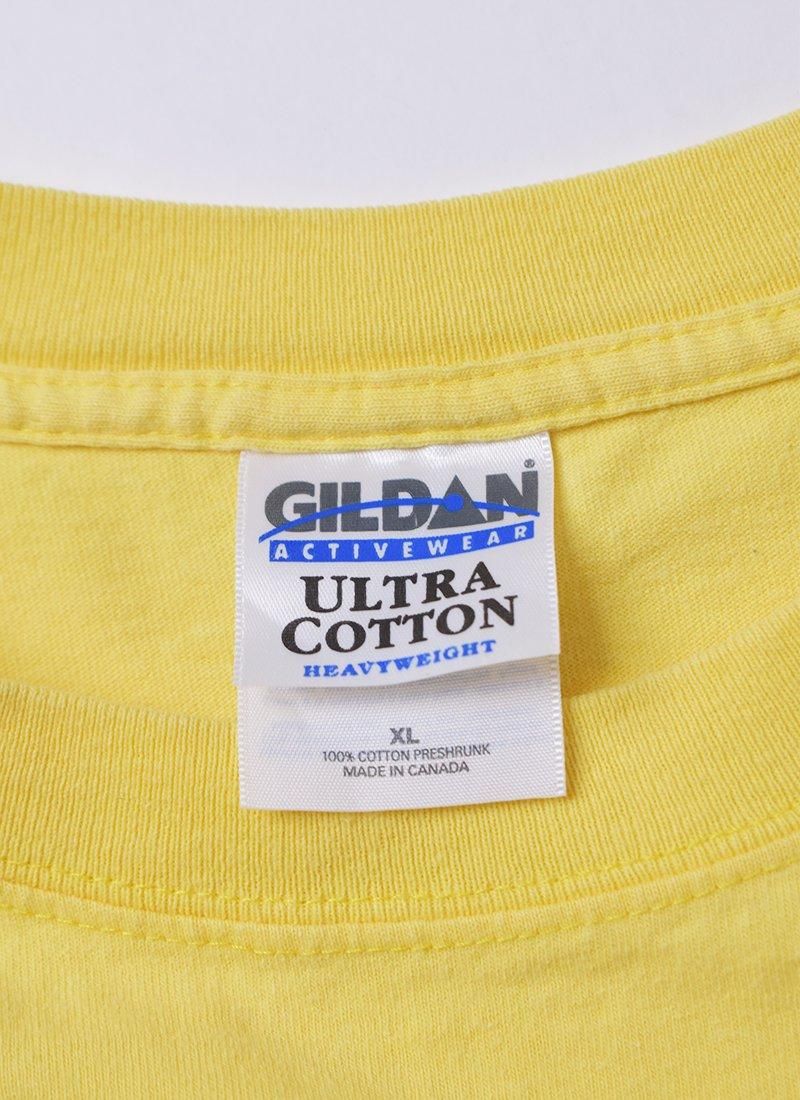 GILDAN®
ACTIVEWEAR
ULTRA
COTTON
HEAVYWEIGHT
XL
100% COTTON PRESHRUNK
MADE IN CANADA